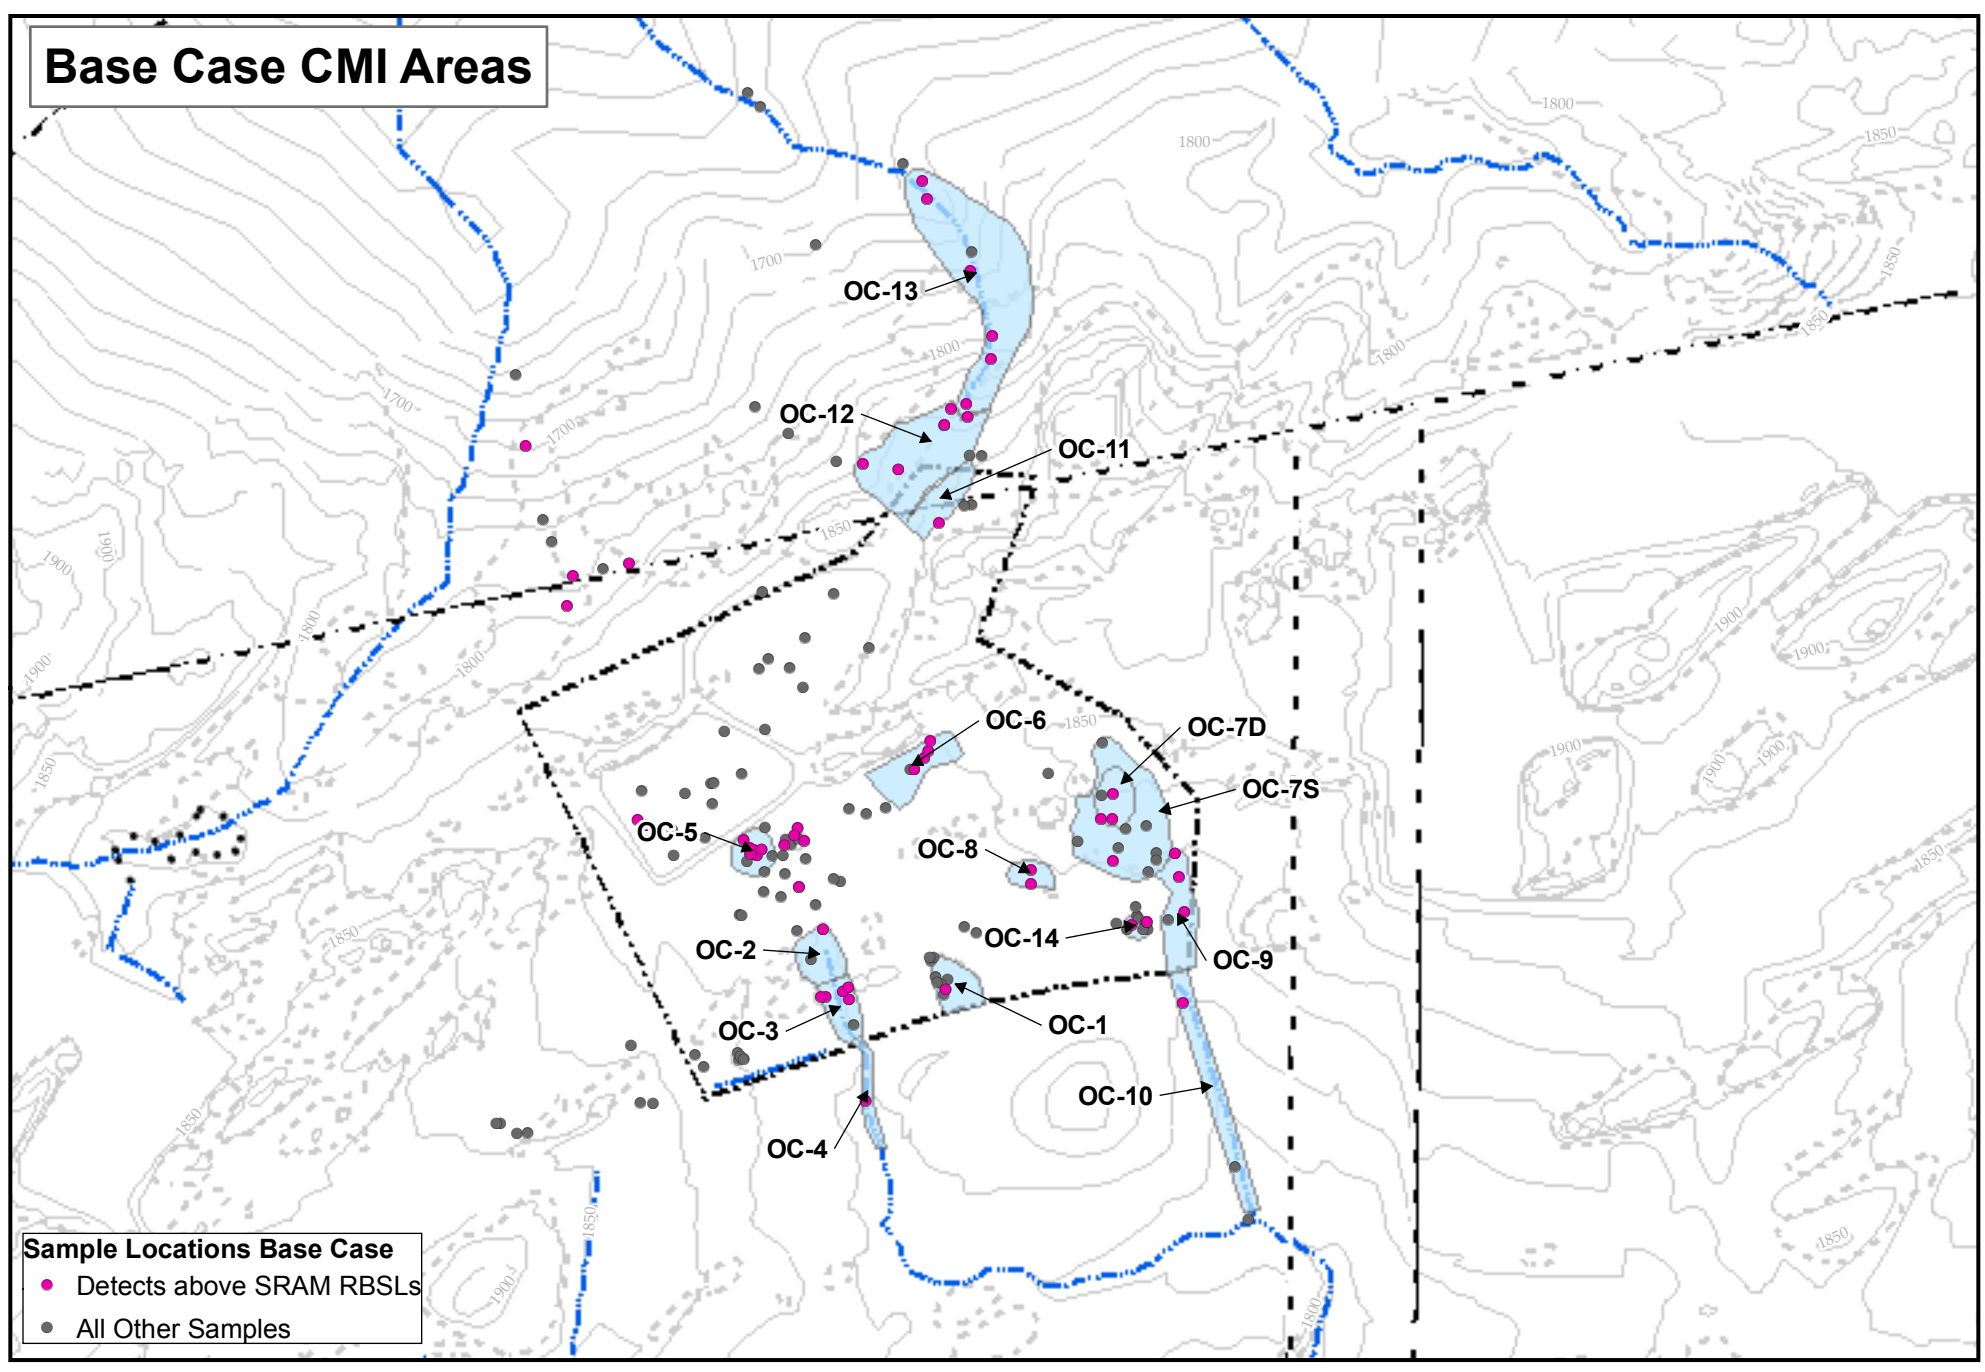 Base Case CMI Areas
1800
1850
1800
1850
1700
OC-13
1850
1800
1800
1700
OC-12
1700
OC-11
1850
1900
1900
1800
1900
1800
1900
1900
OC-6
1850
OC-7D
1900
1900
1900
1850
OC-7S
OC-5
OC-8
1850
1850
OC-14
OC-2
OC-9
OC-3
OC-1
OC-10
1850
OC-4
1850
1850
1900
1800
Sample Locations Base Case
Detects above SRAM RBSLs
All Other Samples